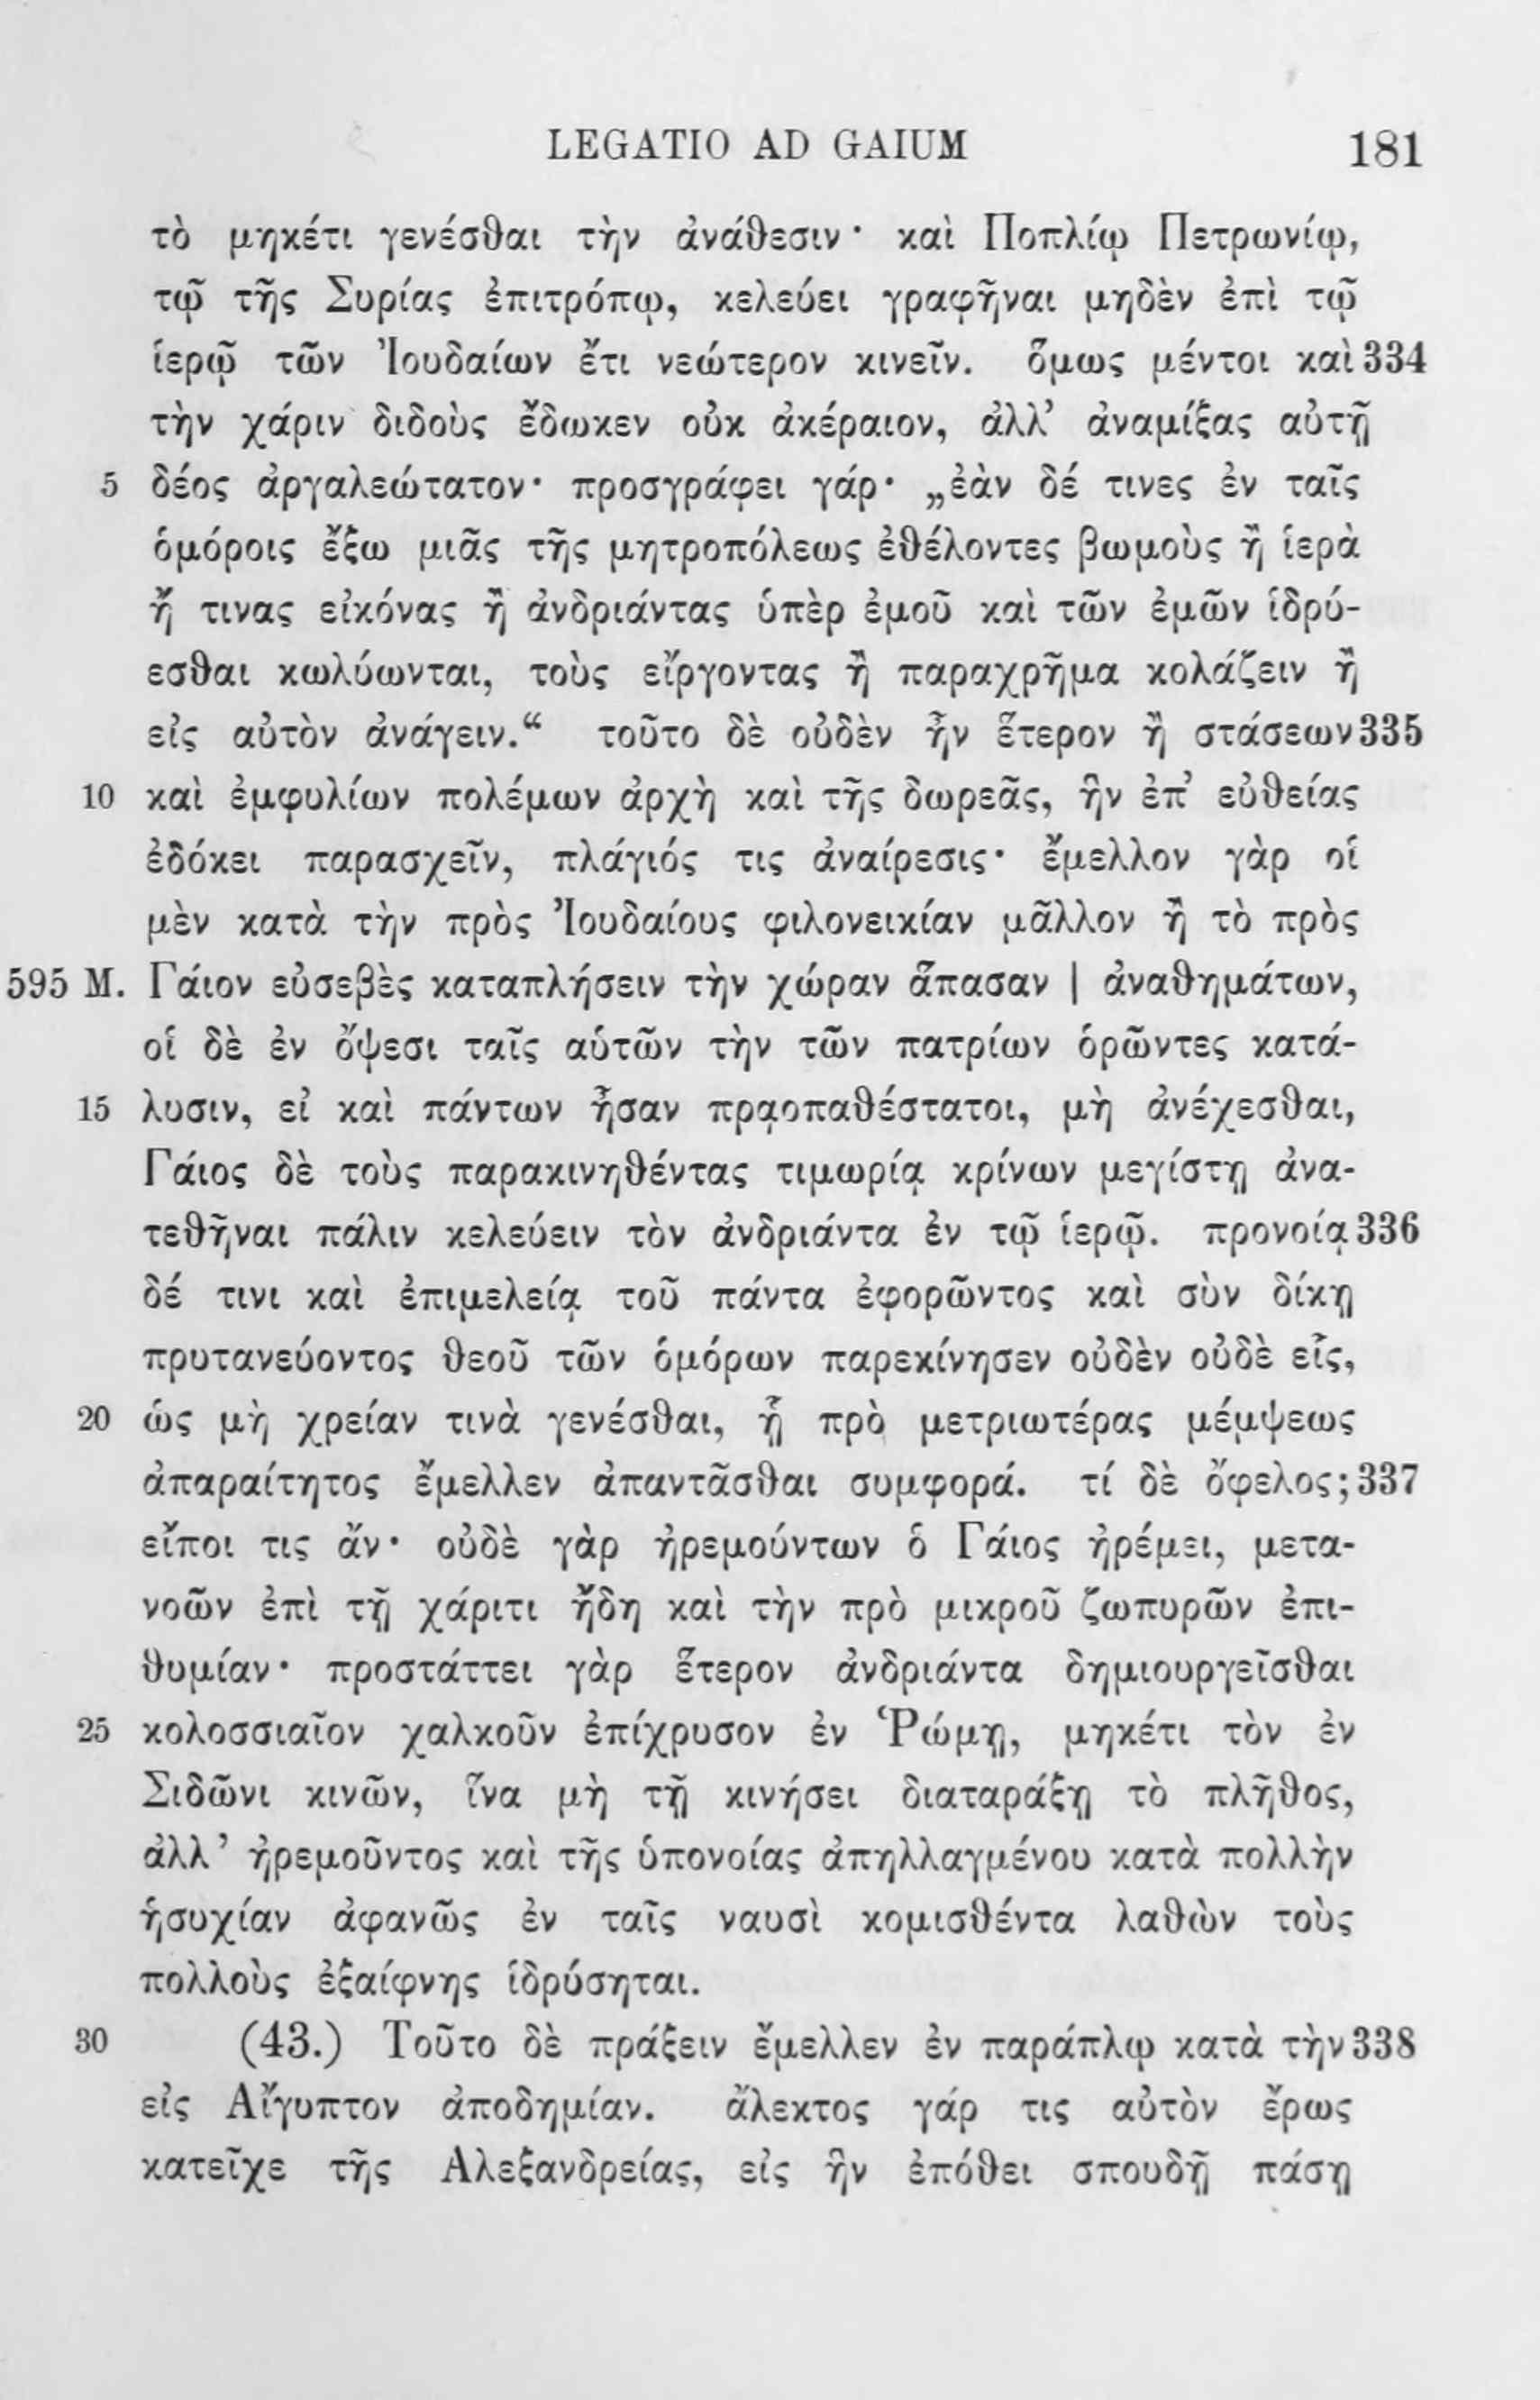 LEGATIO AD GAIUM 181
τὸ μηκέτι γενέσθαι τὴν ἀνάθεσιν· καὶ Ποπλίῳ Πετρωνίῳ,
τῷ τῆς Συρίας ἐπιτρόπῳ, κελεύει γραφῆναι μηδὲν ἐπὶ τῷ
ἱερῷ τῶν Ἰουδαίων ἔτι νεώτερον κινεῖν. ὅμως μέντοι καὶ 334
τὴν χάριν διδοὺς ἔδωκεν οὐκ ἀκέραιον, ἀλλ’ ἀναμίξας αὐτῇ
5 δέος ἀργαλεώτατον· προσγράφει γάρ· „ἐὰν δέ τινες ἐν ταῖς
ὁμόροις ἔξω μιᾶς τῆς μητροπόλεως ἐθέλοντες βωμοὺς ἢ ἱερὰ
ἤ τινας εἰκόνας ἢ ἀνδριάντας ὑπὲρ ἐμοῦ καὶ τῶν ἐμῶν ἱδρύ-
εσθαι κωλύωνται, τοὺς εἴργοντας ἢ παραχρῆμα κολάζειν ἢ
εἰς αὐτὸν ἀνάγειν.“ τοῦτο δὲ οὐδὲν ἦν ἕτερον ἢ στάσεων 335
10 καὶ ἐμφυλίων πολέμων ἀρχὴ καὶ τῆς δωρεᾶς, ἣν ἐπ’ εὐθείας
ἐδόκει παρασχεῖν, πλάγιός τις ἀναίρεσις· ἔμελλον γὰρ οἱ
μὲν κατὰ τὴν πρὸς Ἰουδαίους φιλονεικίαν μᾶλλον ἢ τὸ πρὸς
595 M. Γάιον εὐσεβὲς καταπλήσειν τὴν χώραν ἅπασαν | ἀναθημάτων,
οἱ δὲ ἐν ὄψεσι ταῖς αὑτῶν τὴν τῶν πατρίων ὁρῶντες κατά-
15 λυσιν, εἰ καὶ πάντων ἦσαν πρᾳοπαθέστατοι, μὴ ἀνέχεσθαι,
Γάιος δὲ τοὺς παρακινηθέντας τιμωρίᾳ κρίνων μεγίστῃ ἀνα-
τεθῆναι πάλιν κελεύειν τὸν ἀνδριάντα ἐν τῷ ἱερῷ. προνοίᾳ 336
δέ τινι καὶ ἐπιμελείᾳ τοῦ πάντα ἐφορῶντος καὶ σὺν δίκῃ
πρυτανεύοντος θεοῦ τῶν ὁμόρων παρεκίνησεν οὐδὲν οὐδὲ εἷς,
20 ὡς μὴ χρείαν τινὰ γενέσθαι, ᾗ πρὸ μετριωτέρας μέμψεως
ἀπαραίτητος ἔμελλεν ἀπαντᾶσθαι συμφορά. τί δὲ ὄφελος; 337
εἴποι τις ἄν· οὐδὲ γὰρ ἠρεμούντων ὁ Γάιος ἠρέμει, μετα-
νοῶν ἐπὶ τῇ χάριτι ἤδη καὶ τὴν πρὸ μικροῦ ζωπυρῶν ἐπι-
θυμίαν· προστάττει γὰρ ἕτερον ἀνδριάντα δημιουργεῖσθαι
25 κολοσσιαῖον χαλκοῦν ἐπίχρυσον ἐν Ῥώμῃ, μηκέτι τὸν ἐν
Σιδῶνι κινῶν, ἵνα μὴ τῇ κινήσει διαταράξῃ τὸ πλῆθος,
ἀλλ’ ἠρεμοῦντος καὶ τῆς ὑπονοίας ἀπηλλαγμένου κατὰ πολλὴν
ἡσυχίαν ἀφανῶς ἐν ταῖς ναυσὶ κομισθέντα λαθὼν τοὺς
πολλοὺς ἐξαίφνης ἱδρύσηται.
30 (43.) Τοῦτο δὲ πράξειν ἔμελλεν ἐν παράπλῳ κατὰ τὴν 338
εἰς Αἴγυπτον ἀποδημίαν. ἄλεκτος γάρ τις αὐτὸν ἔρως
κατεῖχε τῆς Ἀλεξανδρείας, εἰς ἣν ἐπόθει σπουδῇ πάσῃ